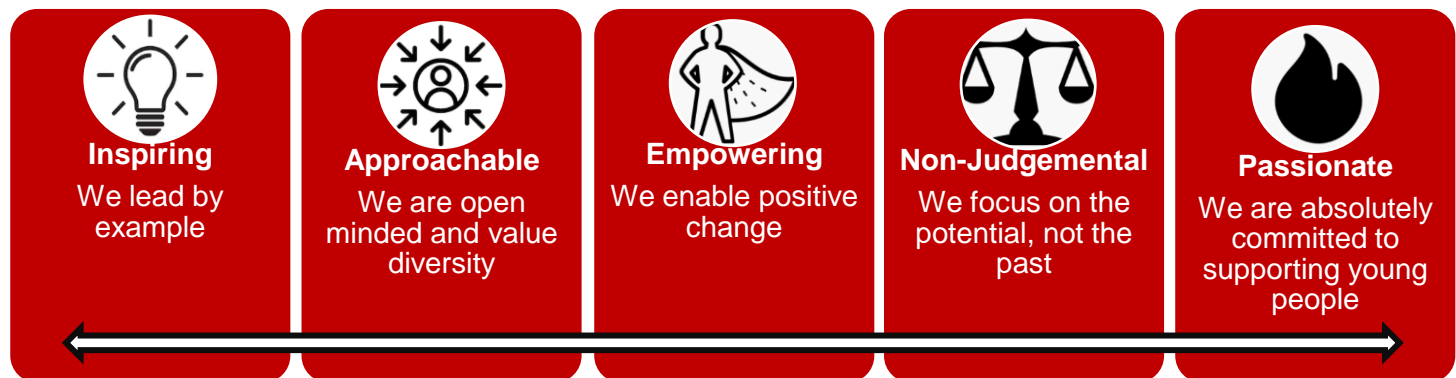 Inspiring
We lead by
example
Approachable
We are open
minded and value
diversity
Empowering
We enable positive
change
Non-Judgemental
We focus on the
potential, not the
past
Passionate
We are absolutely
committed to
supporting young
people